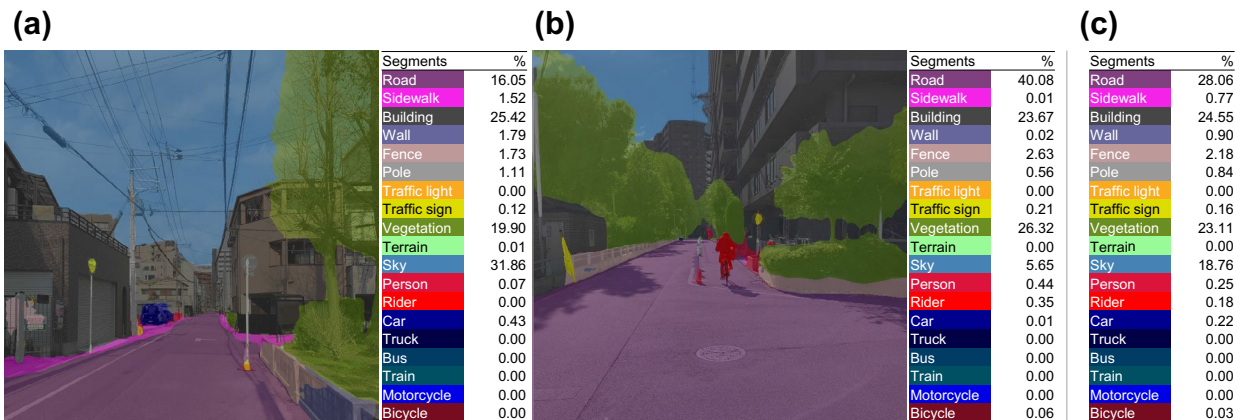 (a)
Segments %
Road 16.05
Sidewalk 1.52
Building 25.42
Wall 1.79
Fence 1.73
Pole 1.11
Traffic light 0.00
Traffic sign 0.12
Vegetation 19.90
Terrain 0.01
Sky 31.86
Person 0.07
Rider 0.00
Car 0.43
Truck 0.00
Bus 0.00
Train 0.00
Motorcycle 0.00
Bicycle 0.00
(b)
Segments %
Road 40.08
Sidewalk 0.01
Building 23.67
Wall 0.02
Fence 2.63
Pole 0.56
Traffic light 0.00
Traffic sign 0.21
Vegetation 26.32
Terrain 0.00
Sky 5.65
Person 0.44
Rider 0.35
Car 0.01
Truck 0.00
Bus 0.00
Train 0.00
Motorcycle 0.00
Bicycle 0.06
(c)
Segments %
Road 28.06
Sidewalk 0.77
Building 24.55
Wall 0.90
Fence 2.18
Pole 0.84
Traffic light 0.00
Traffic sign 0.16
Vegetation 23.11
Terrain 0.00
Sky 18.76
Person 0.25
Rider 0.18
Car 0.22
Truck 0.00
Bus 0.00
Train 0.00
Motorcycle 0.00
Bicycle 0.03